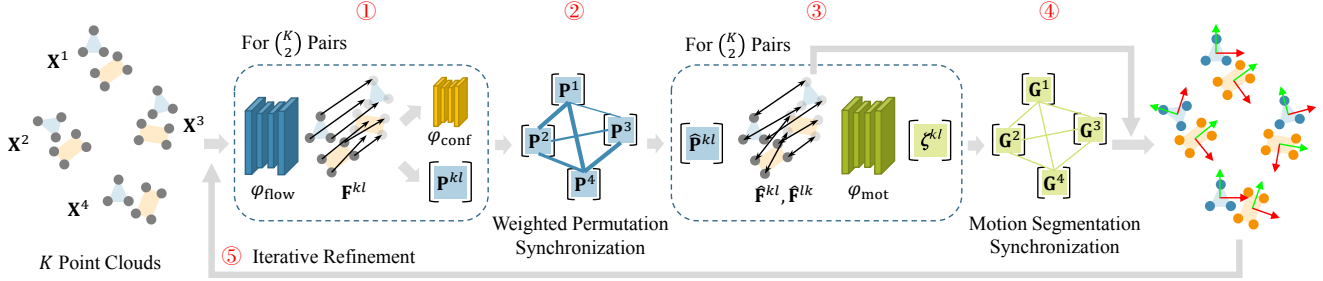 ① ② ③ ④
For (K 2) Pairs
For (K 2) Pairs
X¹
X²
X³
X⁴
K Point Clouds
φ_flow
F^{kl}
φ_conf
[P^{kl}]
[P¹]
[P²]
[P³]
[P⁴]
Weighted Permutation
Synchronization
[P̂^{kl}]
F̂^{kl}, F̂^{lk}
φ_mot
[ζ^{kl}]
[G¹]
[G²]
[G³]
[G⁴]
Motion Segmentation
Synchronization
⑤ Iterative Refinement